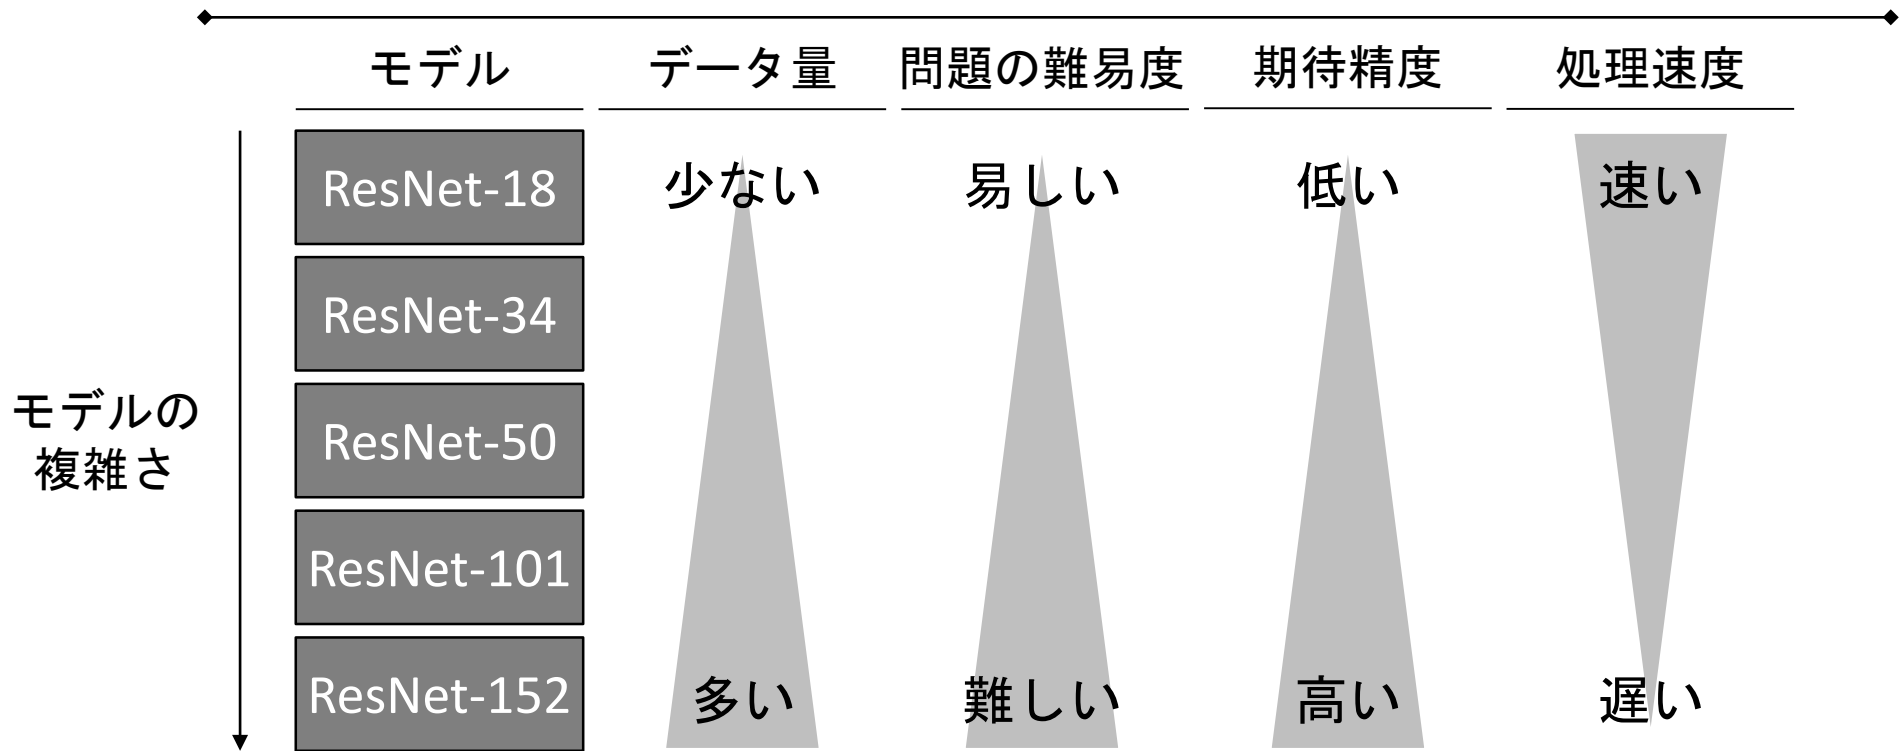 モデル データ量 問題の難易度 期待精度 処理速度
ResNet-18 少ない 易しい 低い 速い
ResNet-34
モデルの
複雑さ
ResNet-50
ResNet-101
ResNet-152 多い 難しい 高い 遅い